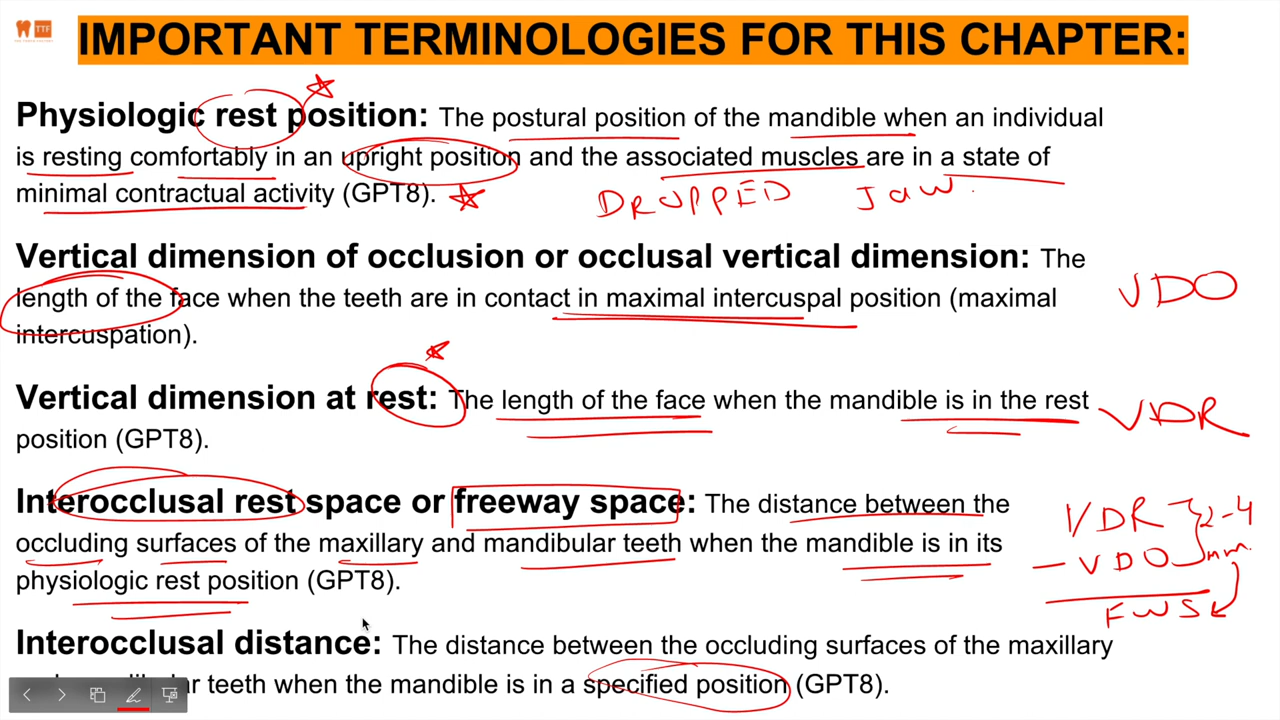 TTF
IMPORTANT TERMINOLOGIES FOR THIS CHAPTER:
Physiologic rest position: The postural position of the mandible when an individual
is resting comfortably in an upright position and the associated muscles are in a state of
minimal contractual activity (GPT8).
DROPPED Jaw.
Vertical dimension of occlusion or occlusal vertical dimension: The
length of the face when the teeth are in contact in maximal intercuspal position (maximal
intercuspation).
VDO
Vertical dimension at rest: The length of the face when the mandible is in the rest
position (GPT8).
VDR
Interocclusal rest space or freeway space: The distance between the
occluding surfaces of the maxillary and mandibular teeth when the mandible is in its
physiologic rest position (GPT8).
VDR 2-4
- VDO mm.
FWS
Interocclusal distance: The distance between the occluding surfaces of the maxillary
teeth when the mandible is in a specified position (GPT8).